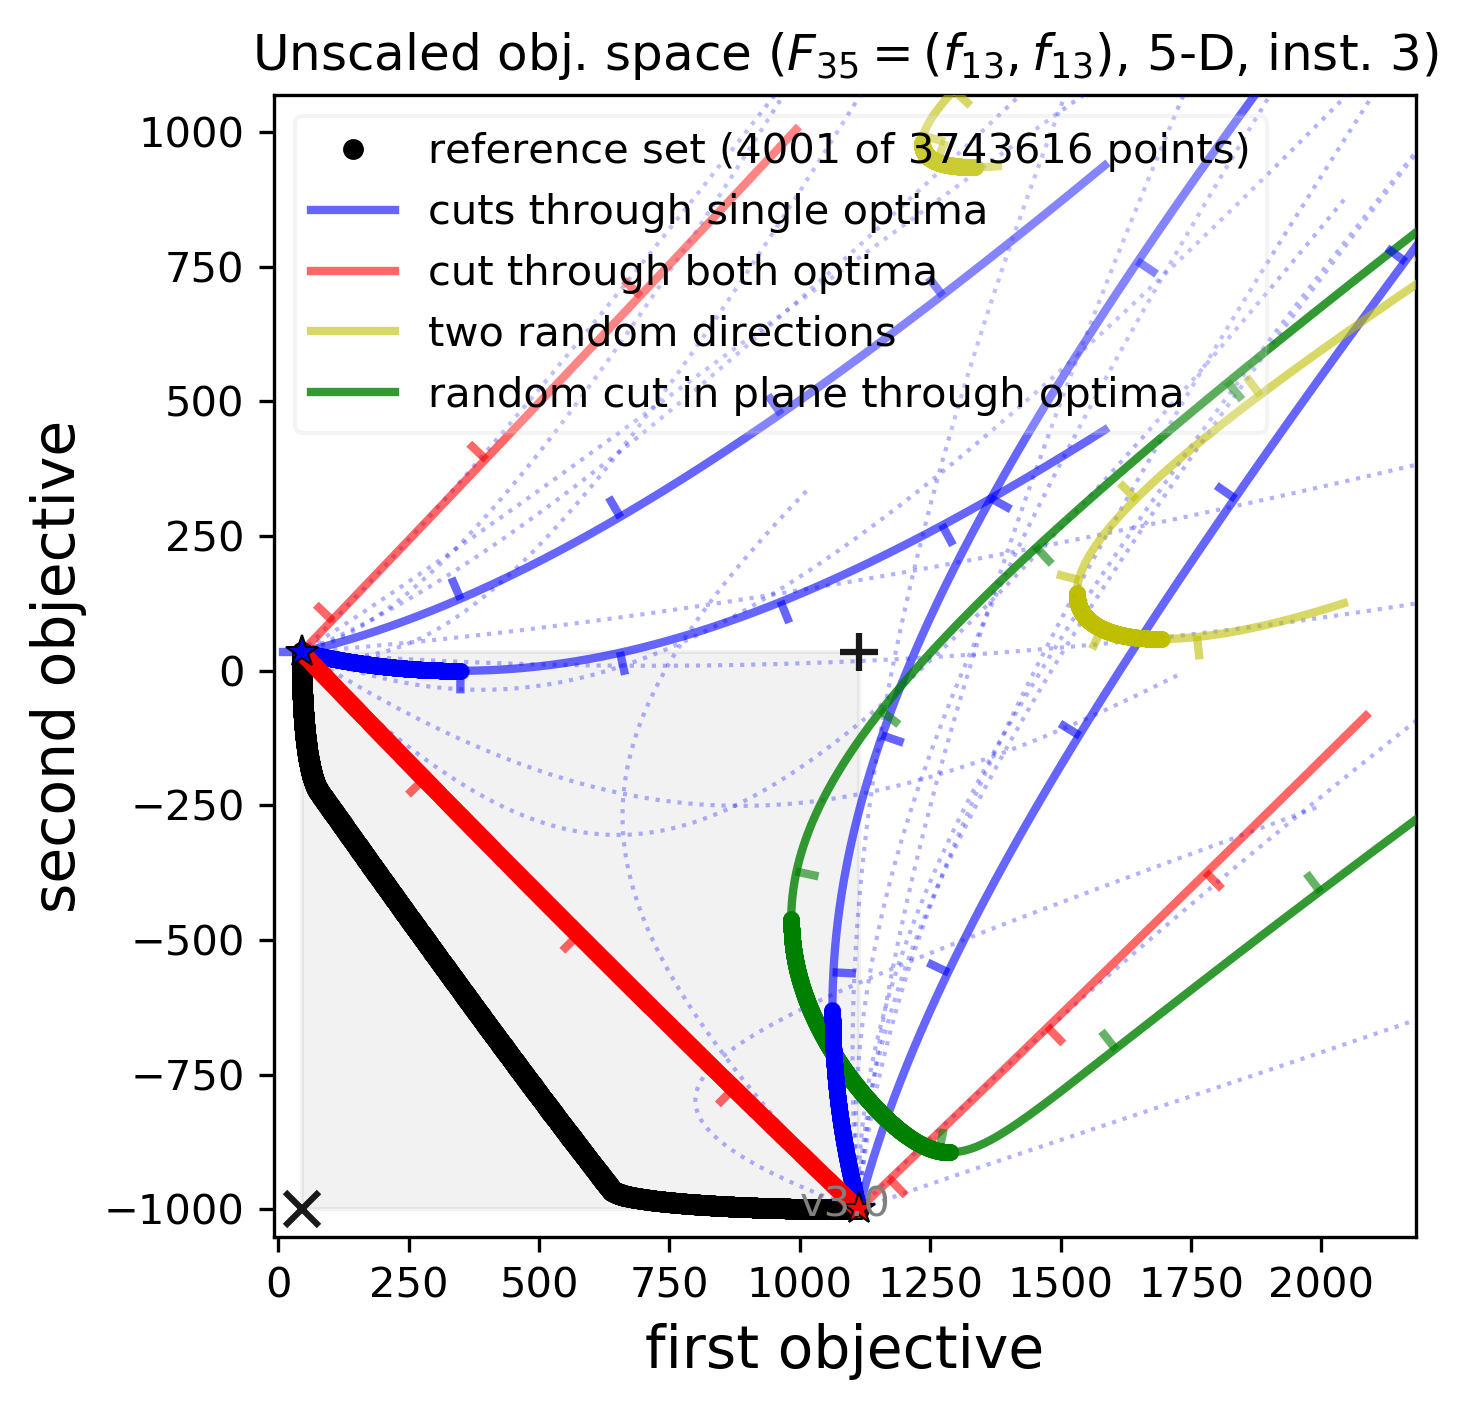 Unscaled obj. space (F35 = (f13, f13), 5-D, inst. 3)
reference set (4001 of 3743616 points)
cuts through single optima
cut through both optima
two random directions
random cut in plane through optima
1000
750
500
250
0
−250
−500
−750
−1000
second objective
v3.0
0 250 500 750 1000 1250 1500 1750 2000
first objective